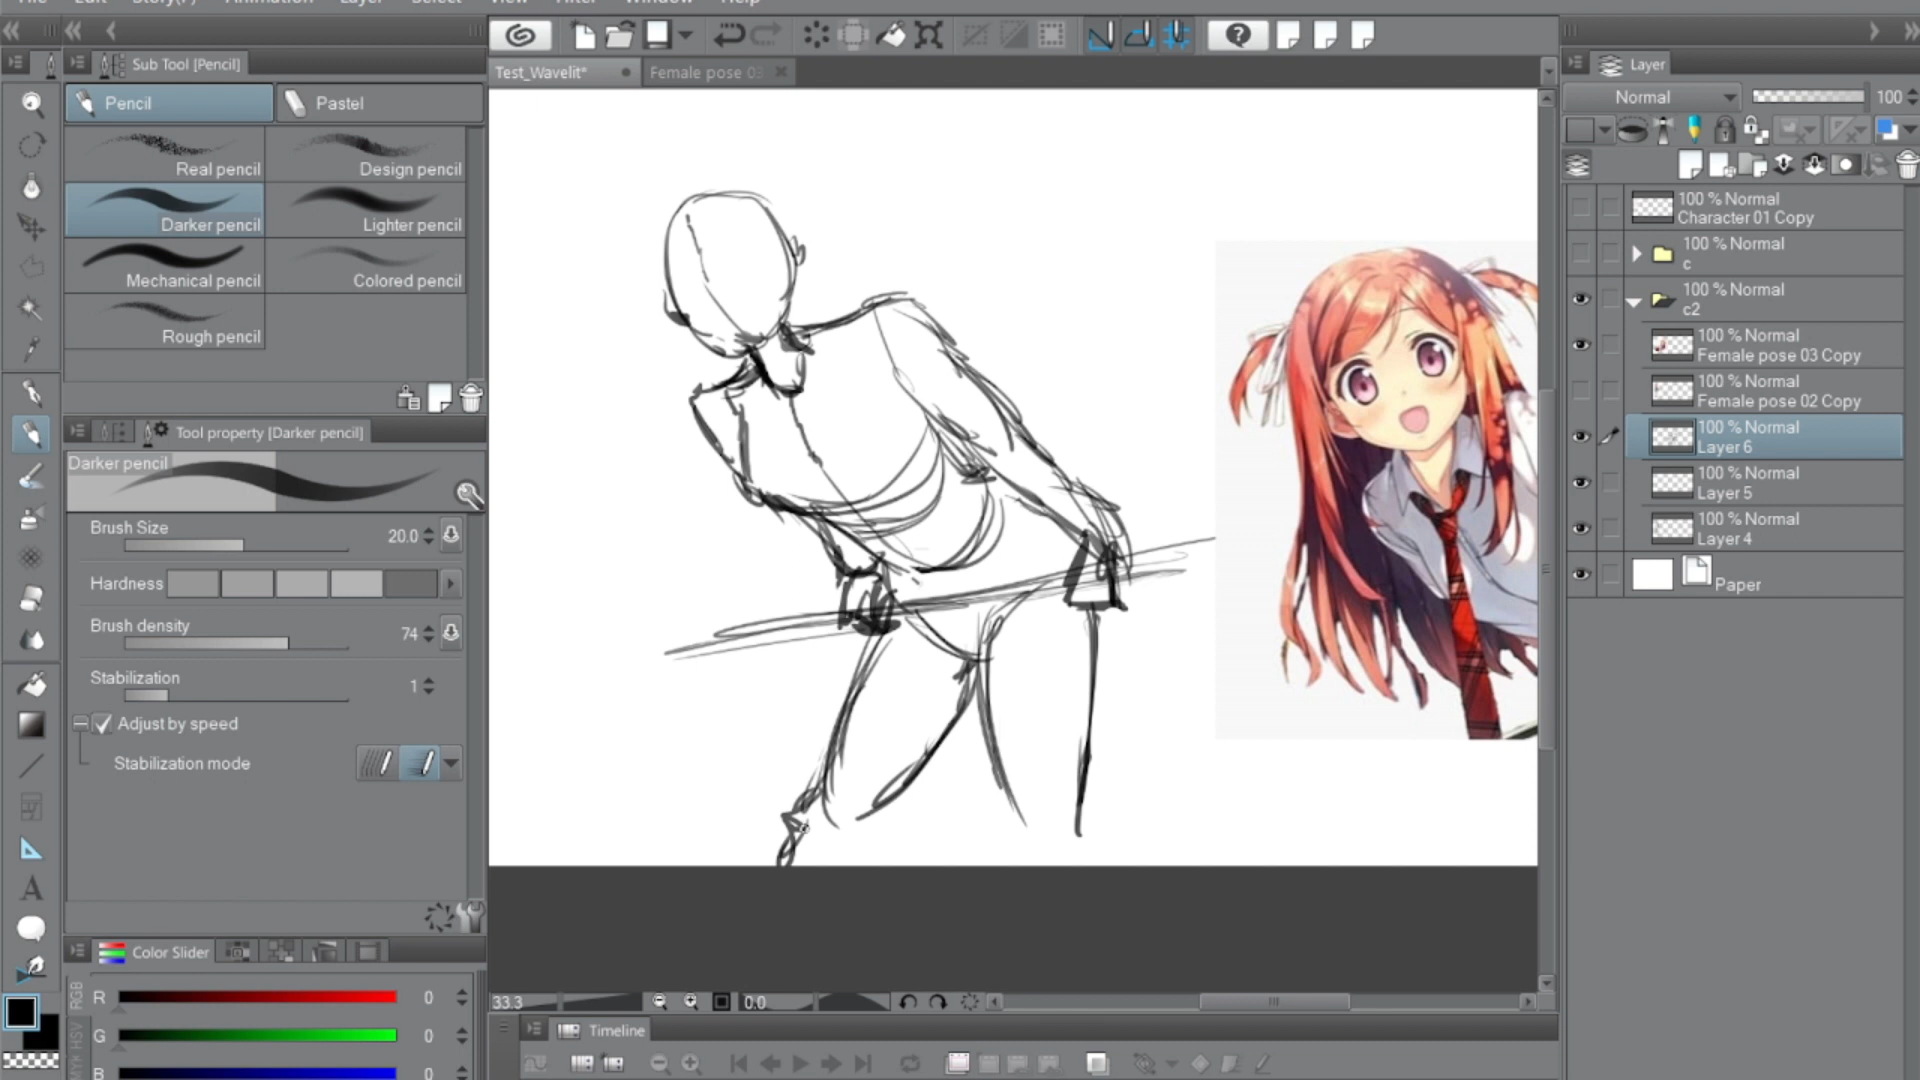 File Edit Story(P) Animation Layer Select View Filter Window Help
Sub Tool [Pencil]
Pencil
Pastel
Real pencil
Design pencil
Darker pencil
Lighter pencil
Mechanical pencil
Colored pencil
Rough pencil
Tool property [Darker pencil]
Darker pencil
Brush Size
20.0
Hardness
Brush density
74
Stabilization
1
Adjust by speed
Stabilization mode
Color Slider
RGB
HSV
R
0
G
0
B
0
Test_Wavelit*
Female pose 03
33.3
0.0
Timeline
Layer
Normal
100
100 % Normal
Character 01 Copy
100 % Normal
c
100 % Normal
c2
100 % Normal
Female pose 03 Copy
100 % Normal
Female pose 02 Copy
100 % Normal
Layer 6
100 % Normal
Layer 5
100 % Normal
Layer 4
Paper